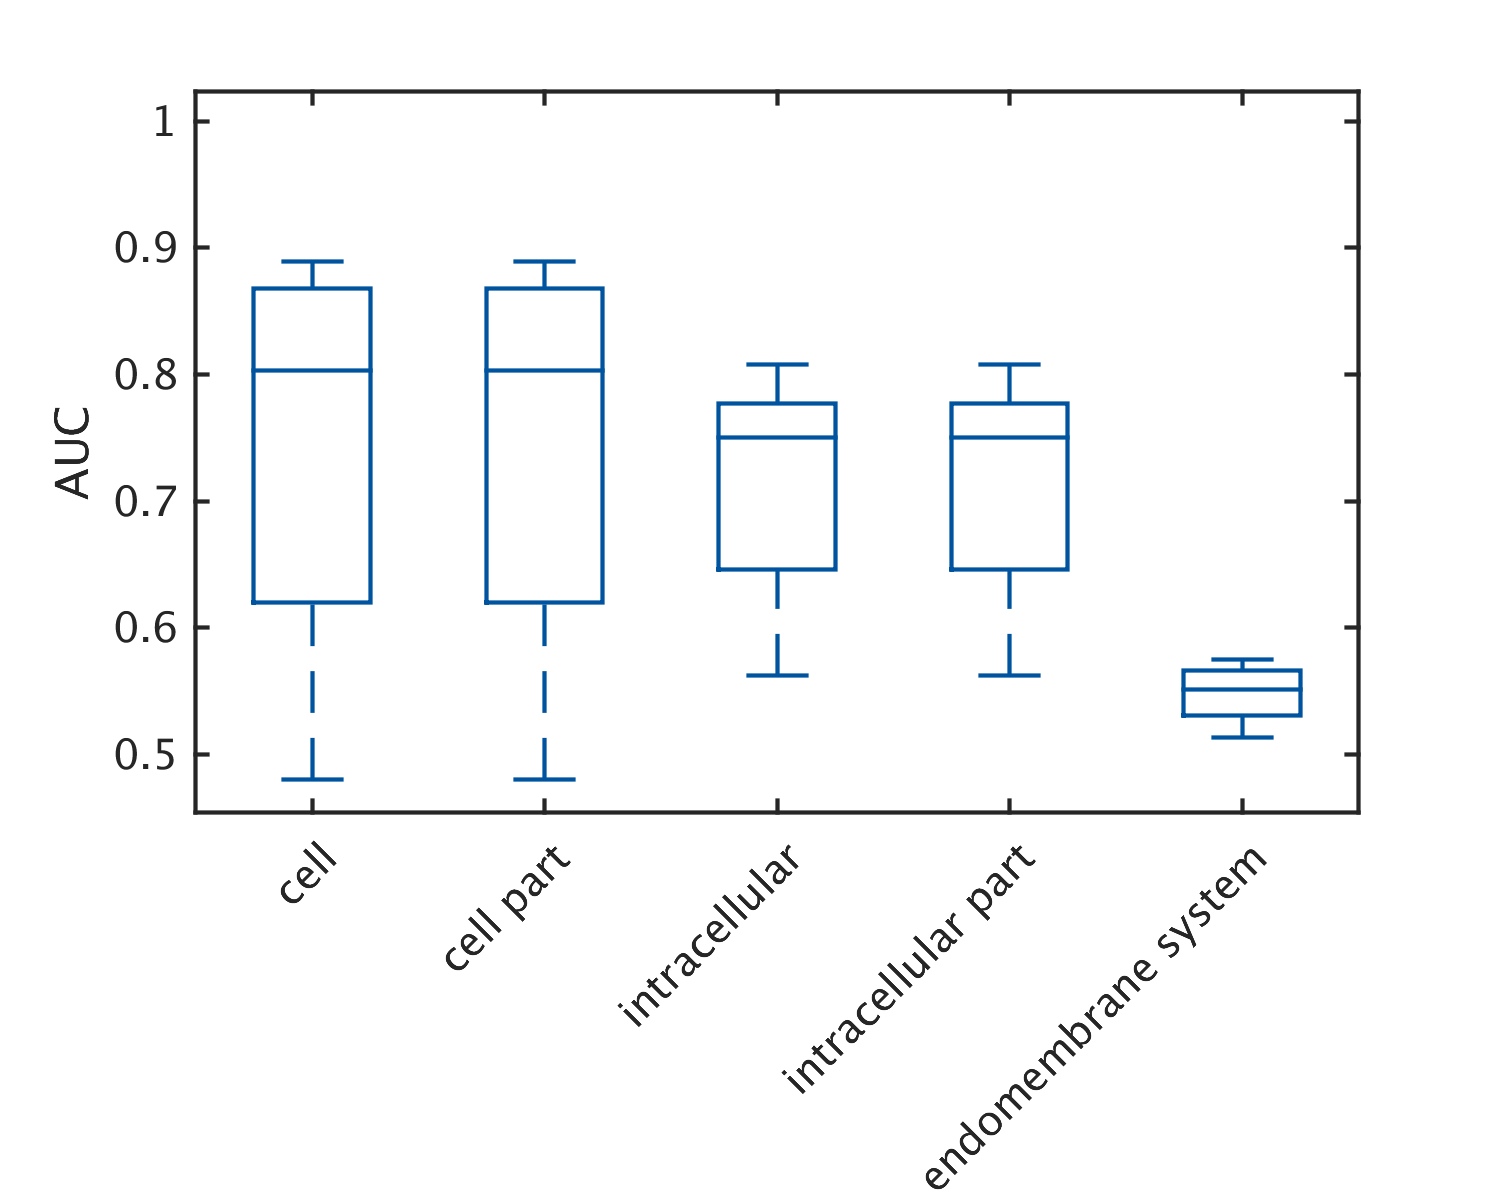 1
0.9
0.8
0.7
0.6
0.5
AUC
cell
cell part
intracellular
intracellular part
endomembrane system